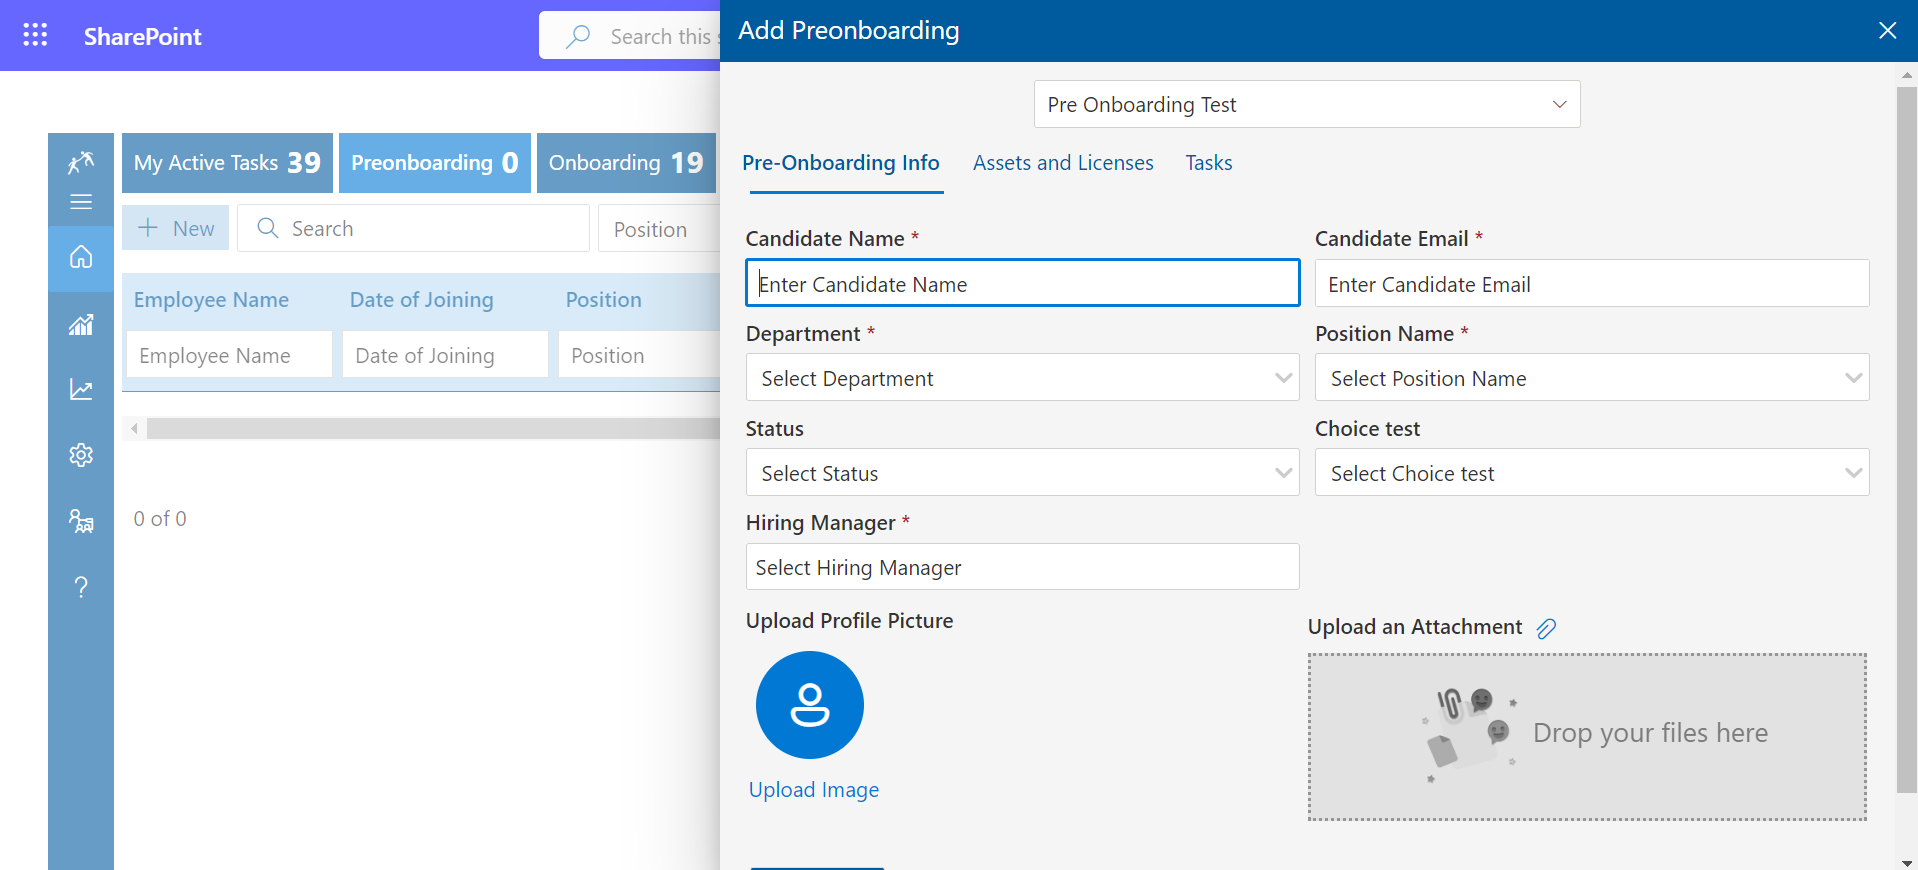 SharePoint
Search this s
Add Preonboarding
Pre Onboarding Test
My Active Tasks 39
Preonboarding 0
Onboarding 19
Pre-Onboarding Info
Assets and Licenses
Tasks
New
Search
Position
Employee Name
Date of Joining
Position
Employee Name
Date of Joining
Position
0 of 0
?
Candidate Name *
Enter Candidate Name
Candidate Email *
Enter Candidate Email
Department *
Select Department
Position Name *
Select Position Name
Status
Select Status
Choice test
Select Choice test
Hiring Manager *
Select Hiring Manager
Upload Profile Picture
Upload Image
Upload an Attachment
Drop your files here